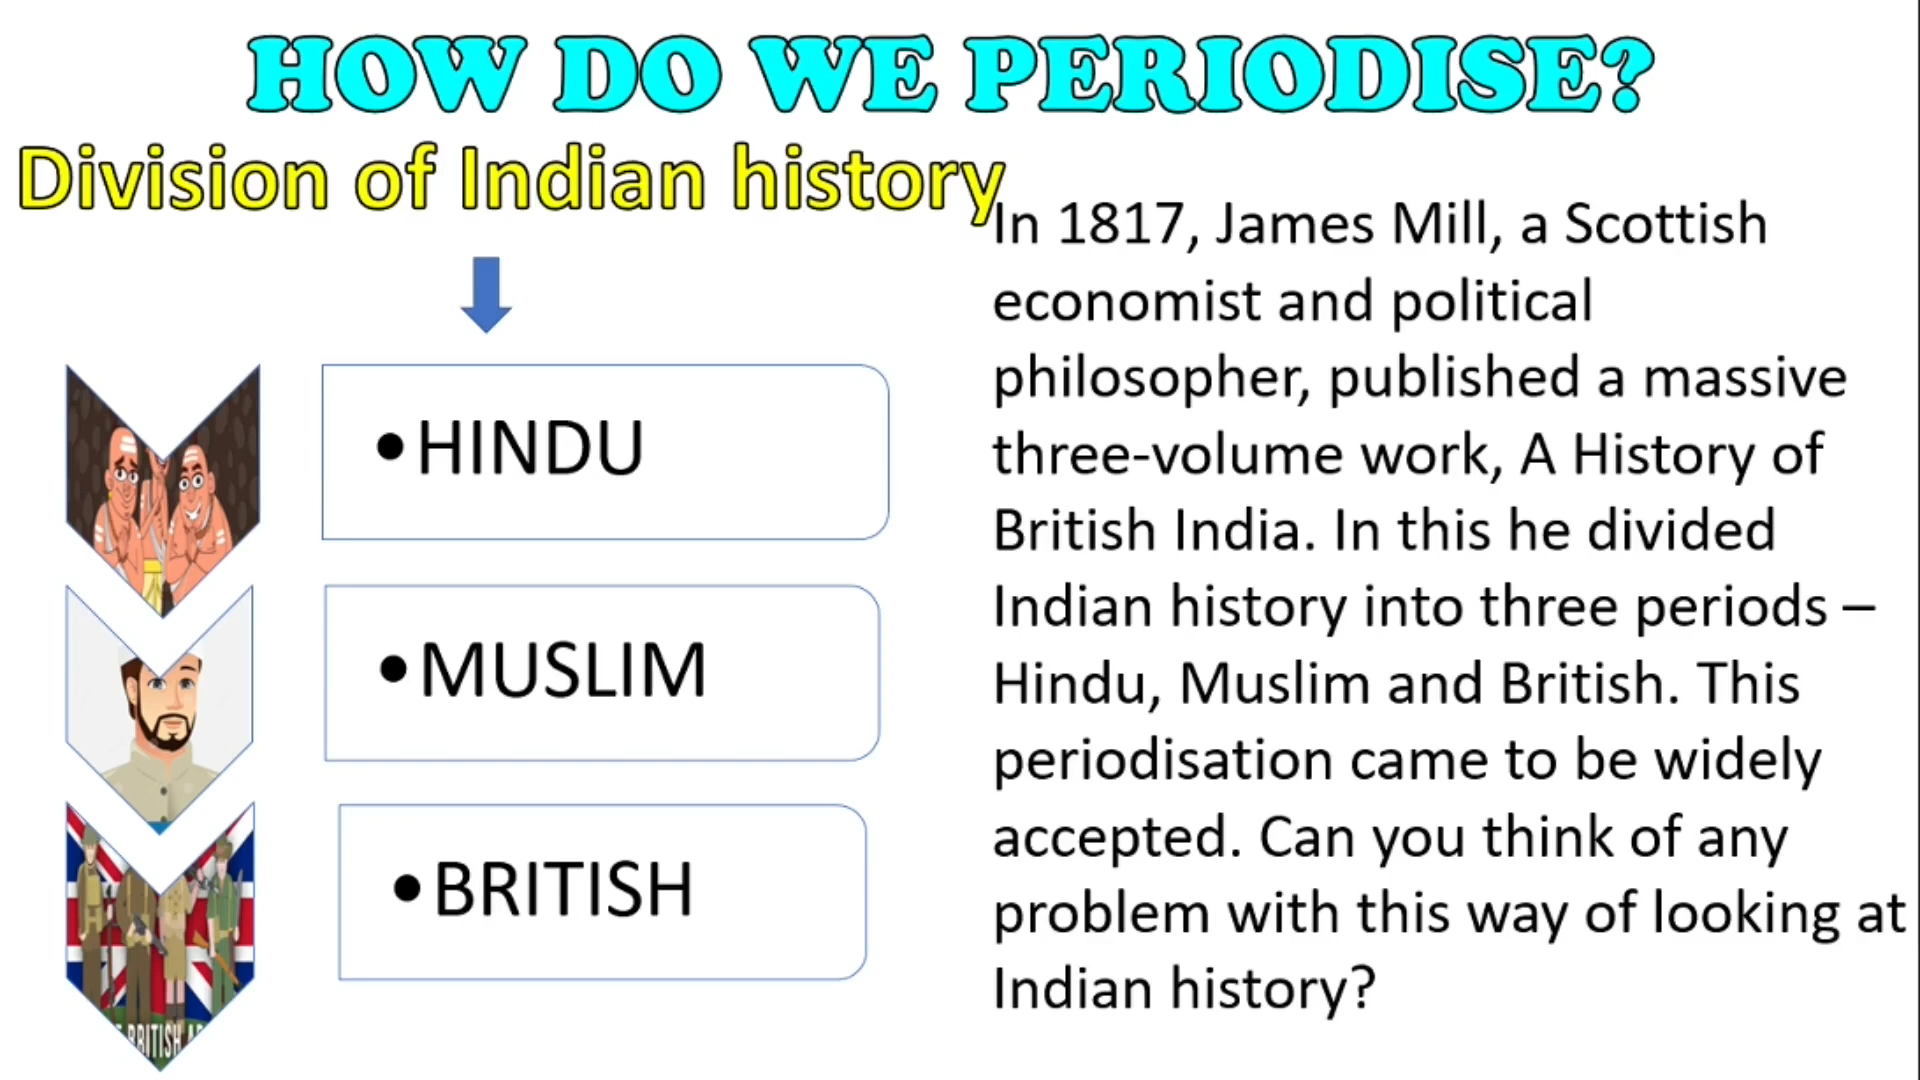 HOW DO WE PERIODISE?
Division of Indian history
•HINDU
•MUSLIM
•BRITISH
BRITISH
In 1817, James Mill, a Scottish
economist and political
philosopher, published a massive
three-volume work, A History of
British India. In this he divided
Indian history into three periods –
Hindu, Muslim and British. This
periodisation came to be widely
accepted. Can you think of any
problem with this way of looking at
Indian history?